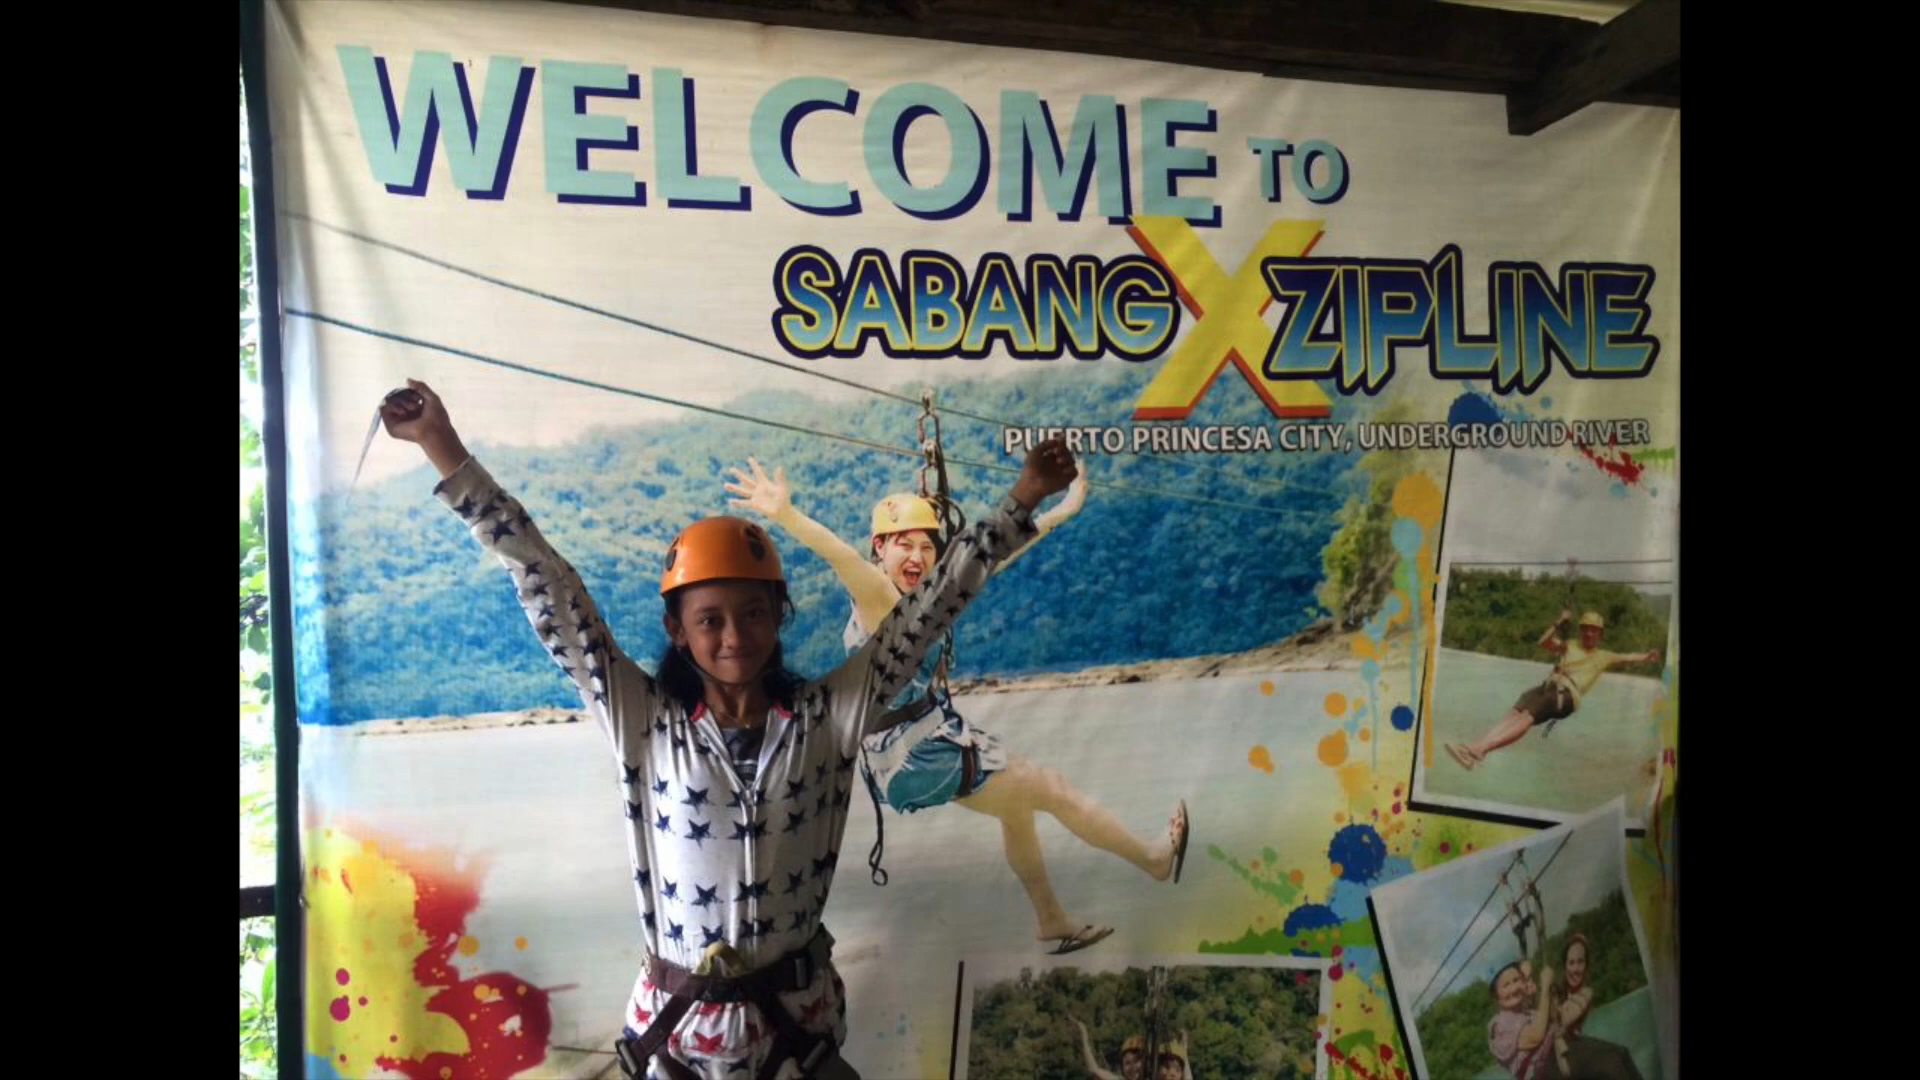 WELCOME TO
SABANG X ZIPLINE
PUERTO PRINCESA CITY, UNDERGROUND RIVER